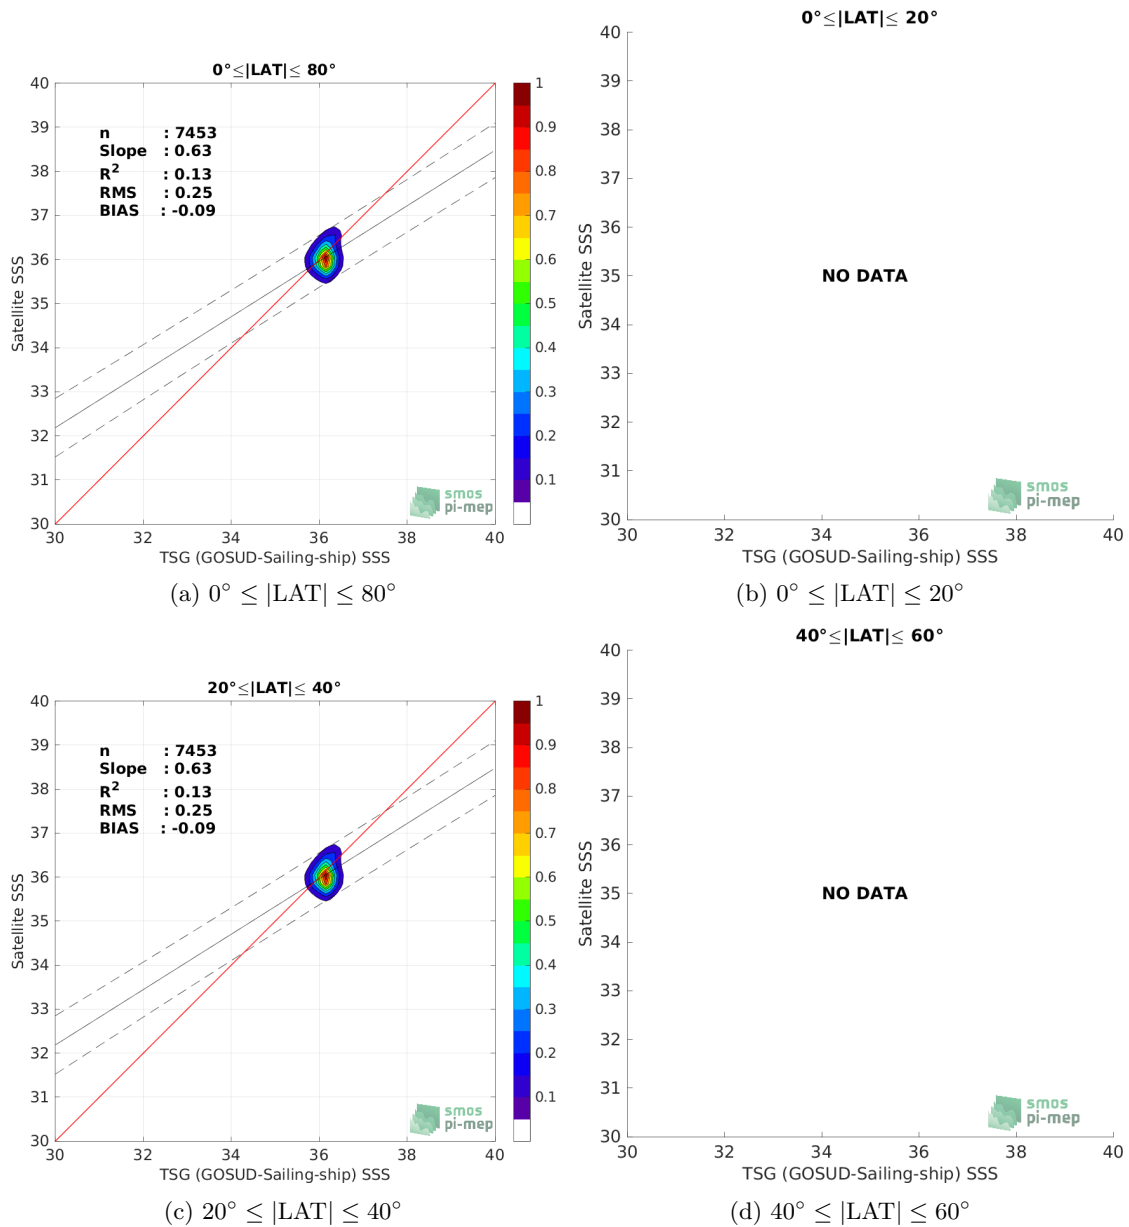 0°≤|LAT|≤ 80°
40
39
38
37
36
35
34
33
32
31
30
Satellite SSS
n : 7453
Slope : 0.63
R² : 0.13
RMS : 0.25
BIAS : -0.09
smos
pi-mep
30 32 34 36 38 40
TSG (GOSUD-Sailing-ship) SSS
1
0.9
0.8
0.7
0.6
0.5
0.4
0.3
0.2
0.1
(a) 0° ≤ |LAT| ≤ 80°
0°≤|LAT|≤ 20°
40
39
38
37
36
35
34
33
32
31
30
Satellite SSS
NO DATA
smos
pi-mep
30 32 34 36 38 40
TSG (GOSUD-Sailing-ship) SSS
(b) 0° ≤ |LAT| ≤ 20°
20°≤|LAT|≤ 40°
40
39
38
37
36
35
34
33
32
31
30
Satellite SSS
n : 7453
Slope : 0.63
R² : 0.13
RMS : 0.25
BIAS : -0.09
smos
pi-mep
30 32 34 36 38 40
TSG (GOSUD-Sailing-ship) SSS
1
0.9
0.8
0.7
0.6
0.5
0.4
0.3
0.2
0.1
(c) 20° ≤ |LAT| ≤ 40°
40°≤|LAT|≤ 60°
40
39
38
37
36
35
34
33
32
31
30
Satellite SSS
NO DATA
smos
pi-mep
30 32 34 36 38 40
TSG (GOSUD-Sailing-ship) SSS
(d) 40° ≤ |LAT| ≤ 60°